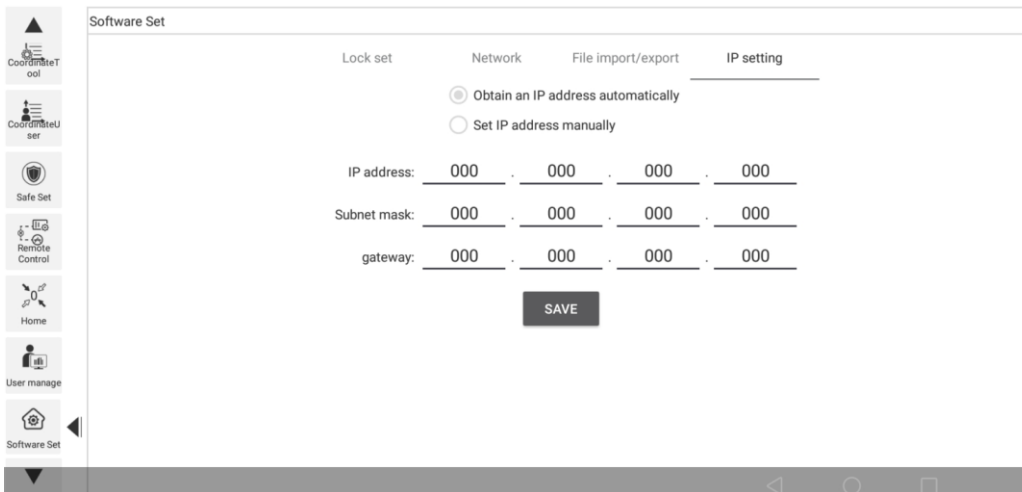 Software Set
CoordinateT
ool
CoordinateU
ser
Safe Set
Remote
Control
0
Home
User manage
Software Set
Lock set Network File import/export IP setting
Obtain an IP address automatically
Set IP address manually
IP address: 000 . 000 . 000 . 000
Subnet mask: 000 . 000 . 000 . 000
gateway: 000 . 000 . 000 . 000
SAVE